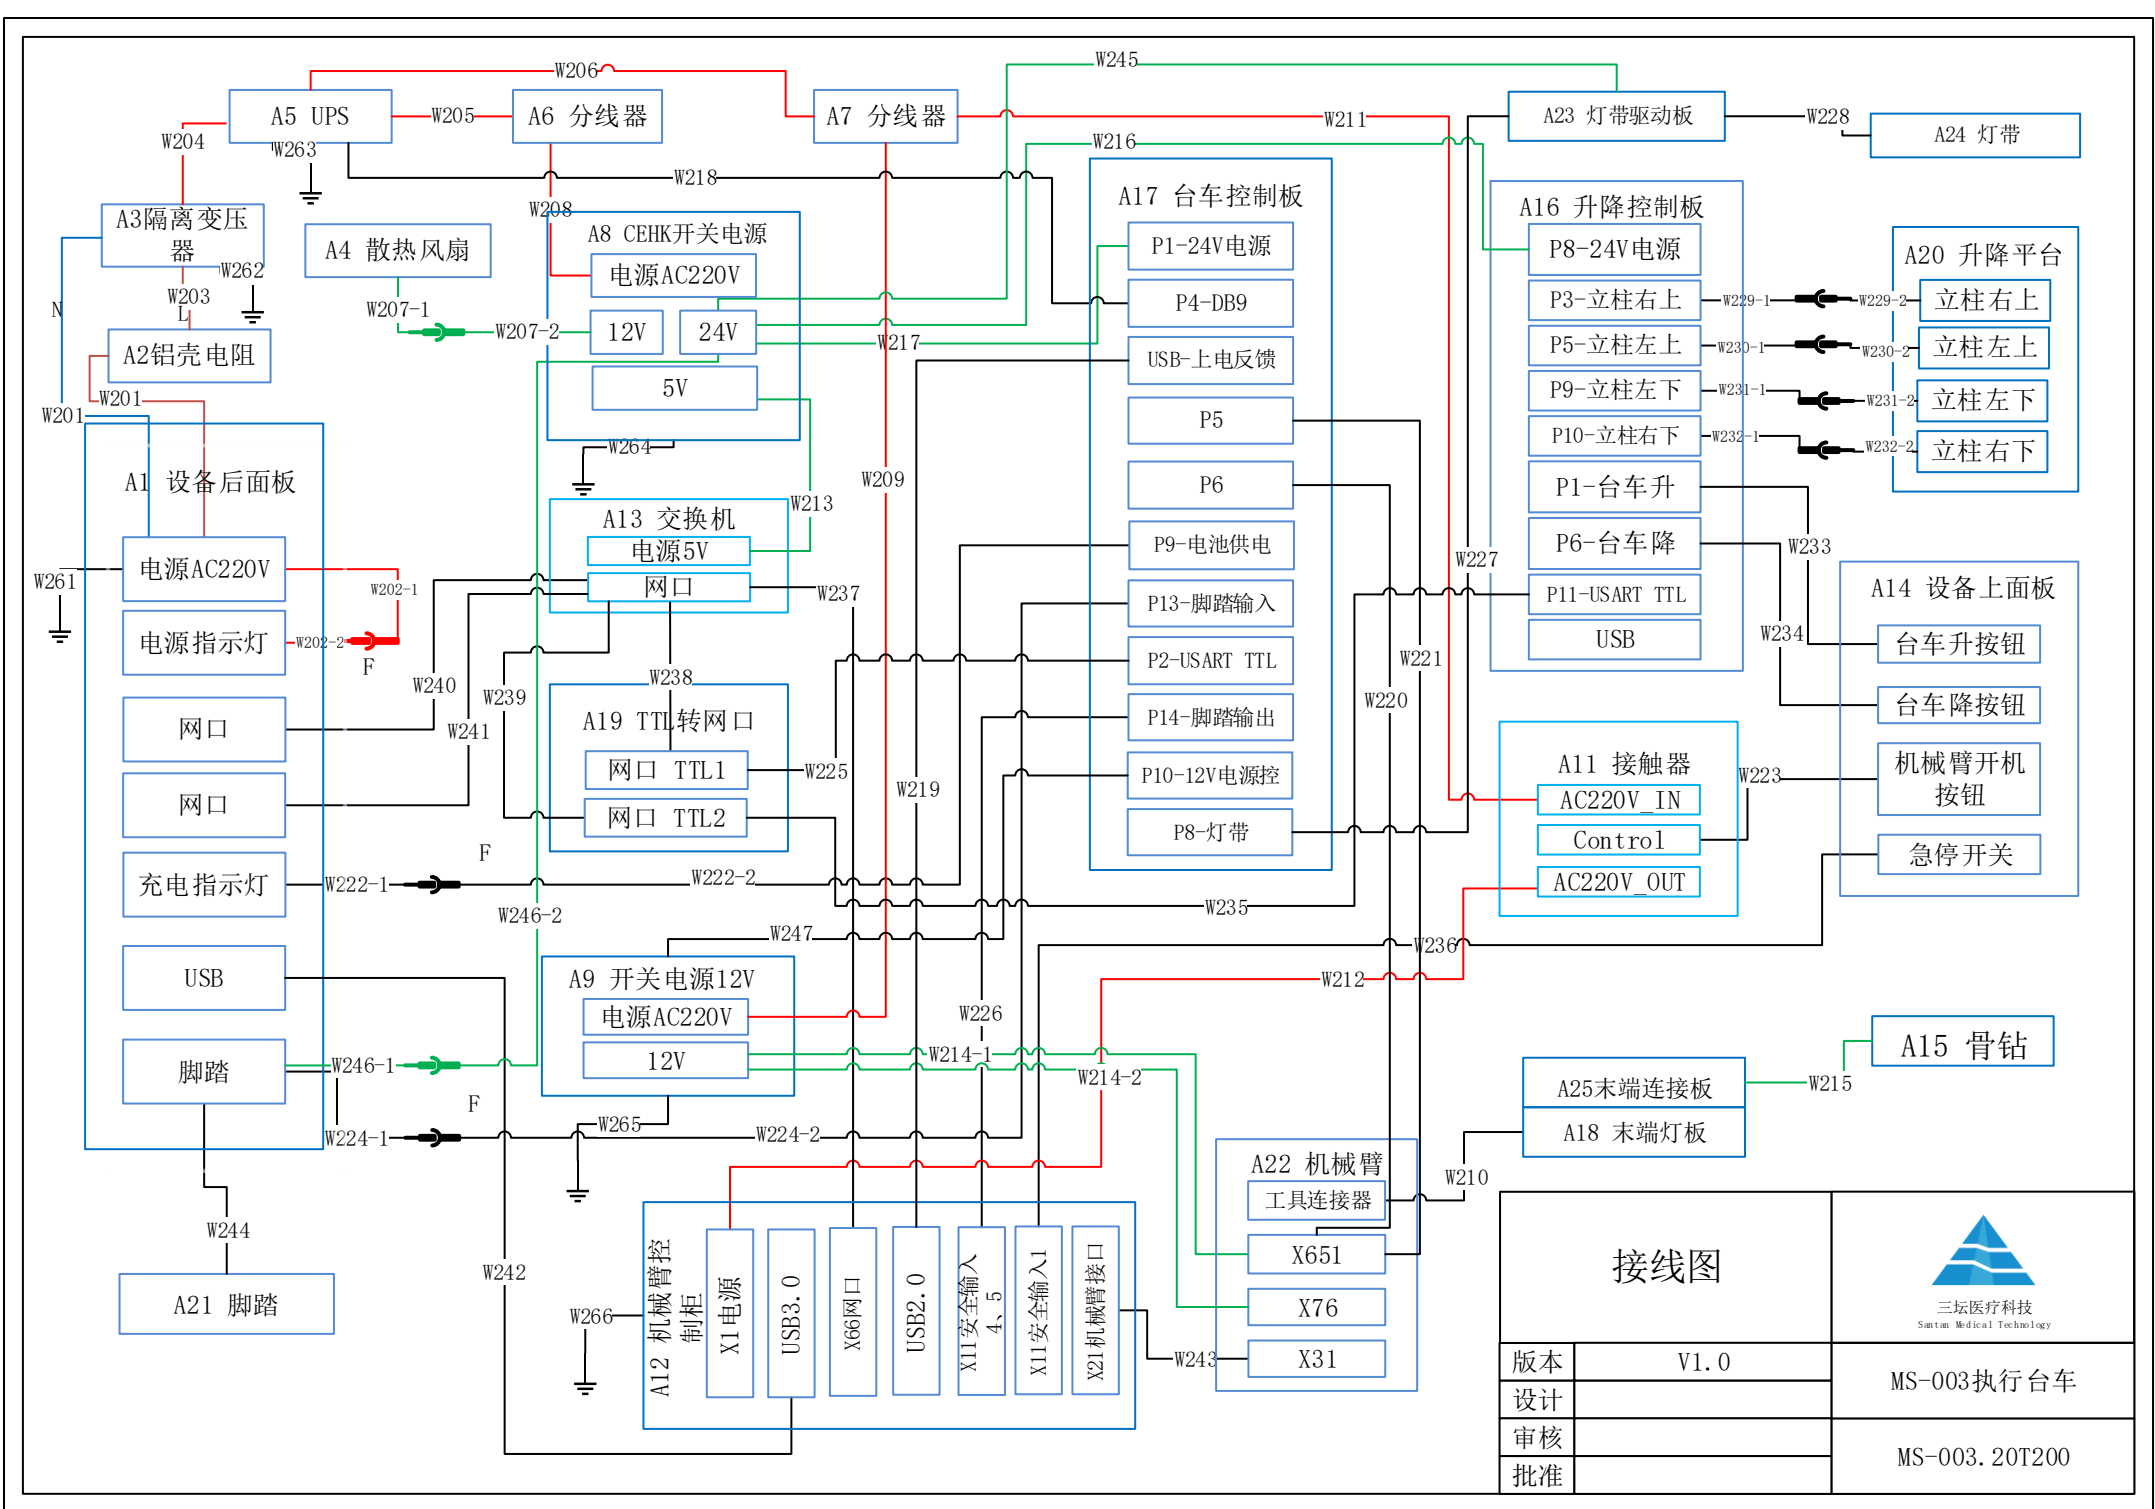 W206
W245
A5 UPS
W205
A6 分线器
A7 分线器
W211
A23 灯带驱动板
W228
A24 灯带
W204
W263
W218
W216
A3隔离变压
器
W262
A4 散热风扇
W208
A8 CEHK开关电源
电源AC220V
12V
24V
5V
W207-1
W207-2
W217
W203
L
N
A2铝壳电阻
W201
W201
W264
W213
W209
A17 台车控制板
P1-24V电源
P4-DB9
USB-上电反馈
P5
P6
P9-电池供电
P13-脚踏输入
P2-USART TTL
P14-脚踏输出
P10-12V电源控
P8-灯带
A16 升降控制板
P8-24V电源
P3-立柱右上
P5-立柱左上
P9-立柱左下
P10-立柱右下
P1-台车升
P6-台车降
P11-USART TTL
USB
W229-1
W229-2
W230-1
W230-2
W231-1
W231-2
W232-1
W232-2
A20 升降平台
立柱右上
立柱左上
立柱左下
立柱右下
W233
W234
W227
W221
W220
A14 设备上面板
台车升按钮
台车降按钮
机械臂开机
按钮
急停开关
A11 接触器
AC220V_IN
Control
AC220V_OUT
W223
W236
W212
W235
A1 设备后面板
电源AC220V
电源指示灯
网口
网口
充电指示灯
USB
脚踏
W261
W202-1
W202-2
F
W240
W241
W239
A13 交换机
电源5V
网口
W237
W238
A19 TTL转网口
网口 TTL1
网口 TTL2
W225
W219
F
W222-1
W222-2
W246-2
W247
A9 开关电源12V
电源AC220V
12V
W226
W214-1
W214-2
W246-1
F
W224-1
W224-2
W265
W244
A21 脚踏
W242
W266
A12 机械臂控
制柜
X1电源
USB3.0
X66网口
USB2.0
X11安全输入
4、5
X11安全输入1
X21机械臂接口
W243
A22 机械臂
工具连接器
X651
X76
X31
W210
A25末端连接板
A18 末端灯板
W215
A15 骨钻
接线图
三坛医疗科技
Santan Medical Technology
版本
V1.0
设计
审核
批准
MS-003执行台车
MS-003.20T200